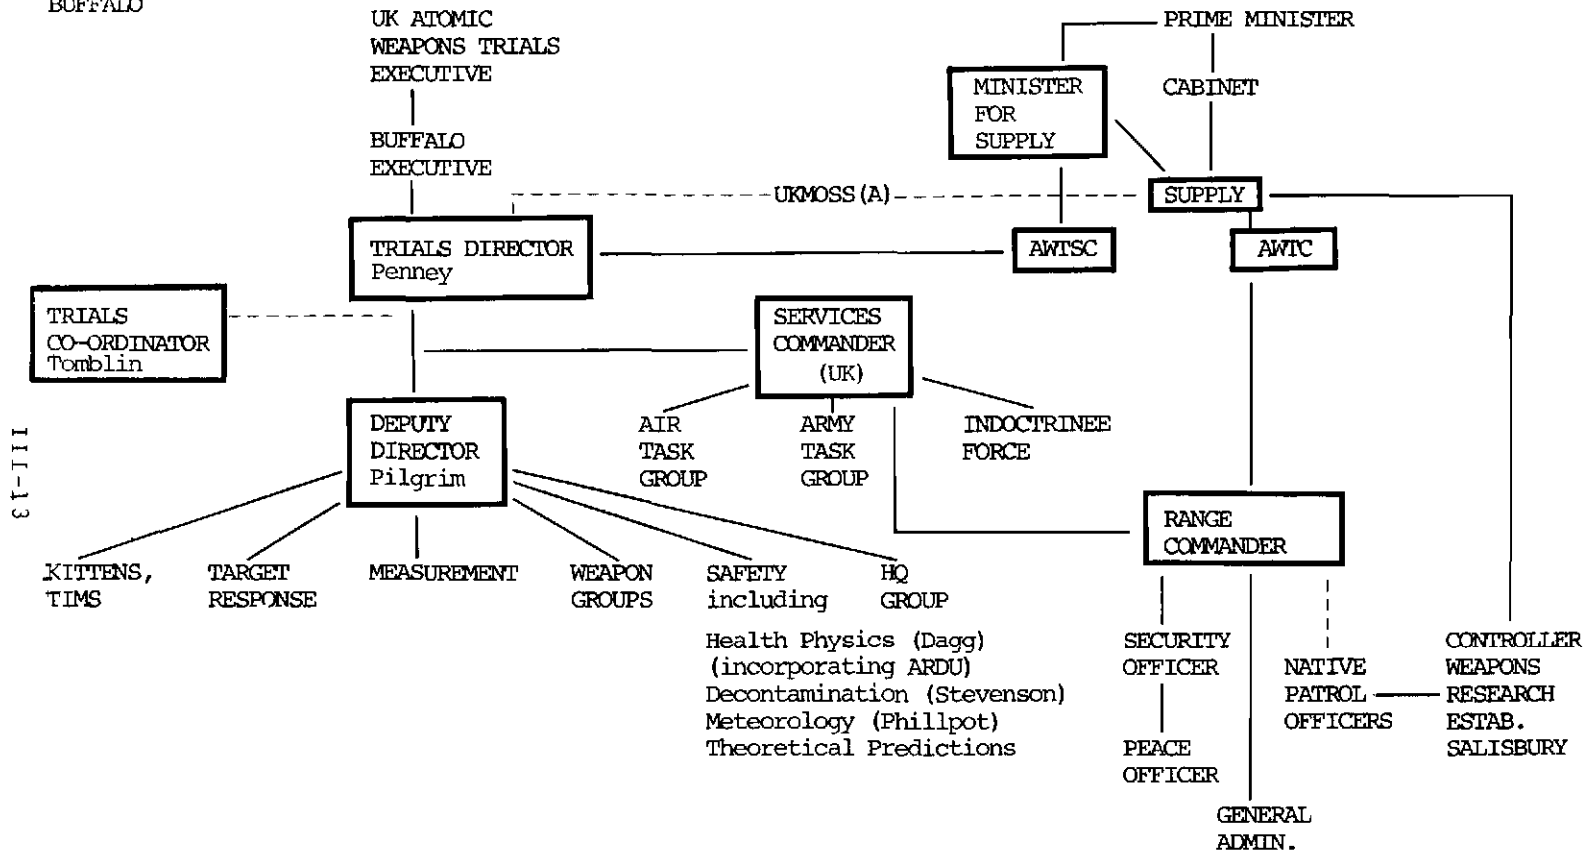 BUFFALO
UK ATOMIC
WEAPONS TRIALS
EXECUTIVE
BUFFALO
EXECUTIVE
PRIME MINISTER
MINISTER
FOR
SUPPLY
CABINET
UKMOSS(A)
SUPPLY
TRIALS DIRECTOR
Penney
AWTSC
AWTC
TRIALS
CO-ORDINATOR
Tomblin
SERVICES
COMMANDER
(UK)
DEPUTY
DIRECTOR
Pilgrim
AIR
TASK
GROUP
ARMY
TASK
GROUP
INDOCTRINEE
FORCE
RANGE
COMMANDER
KITTENS,
TIMS
TARGET
RESPONSE
MEASUREMENT
WEAPON
GROUPS
SAFETY
including
Health Physics (Dagg)
(incorporating ARDU)
Decontamination (Stevenson)
Meteorology (Phillpot)
Theoretical Predictions
HQ
GROUP
SECURITY
OFFICER
PEACE
OFFICER
GENERAL
ADMIN.
NATIVE
PATROL
OFFICERS
CONTROLLER
WEAPONS
RESEARCH
ESTAB.
SALISBURY
III-13